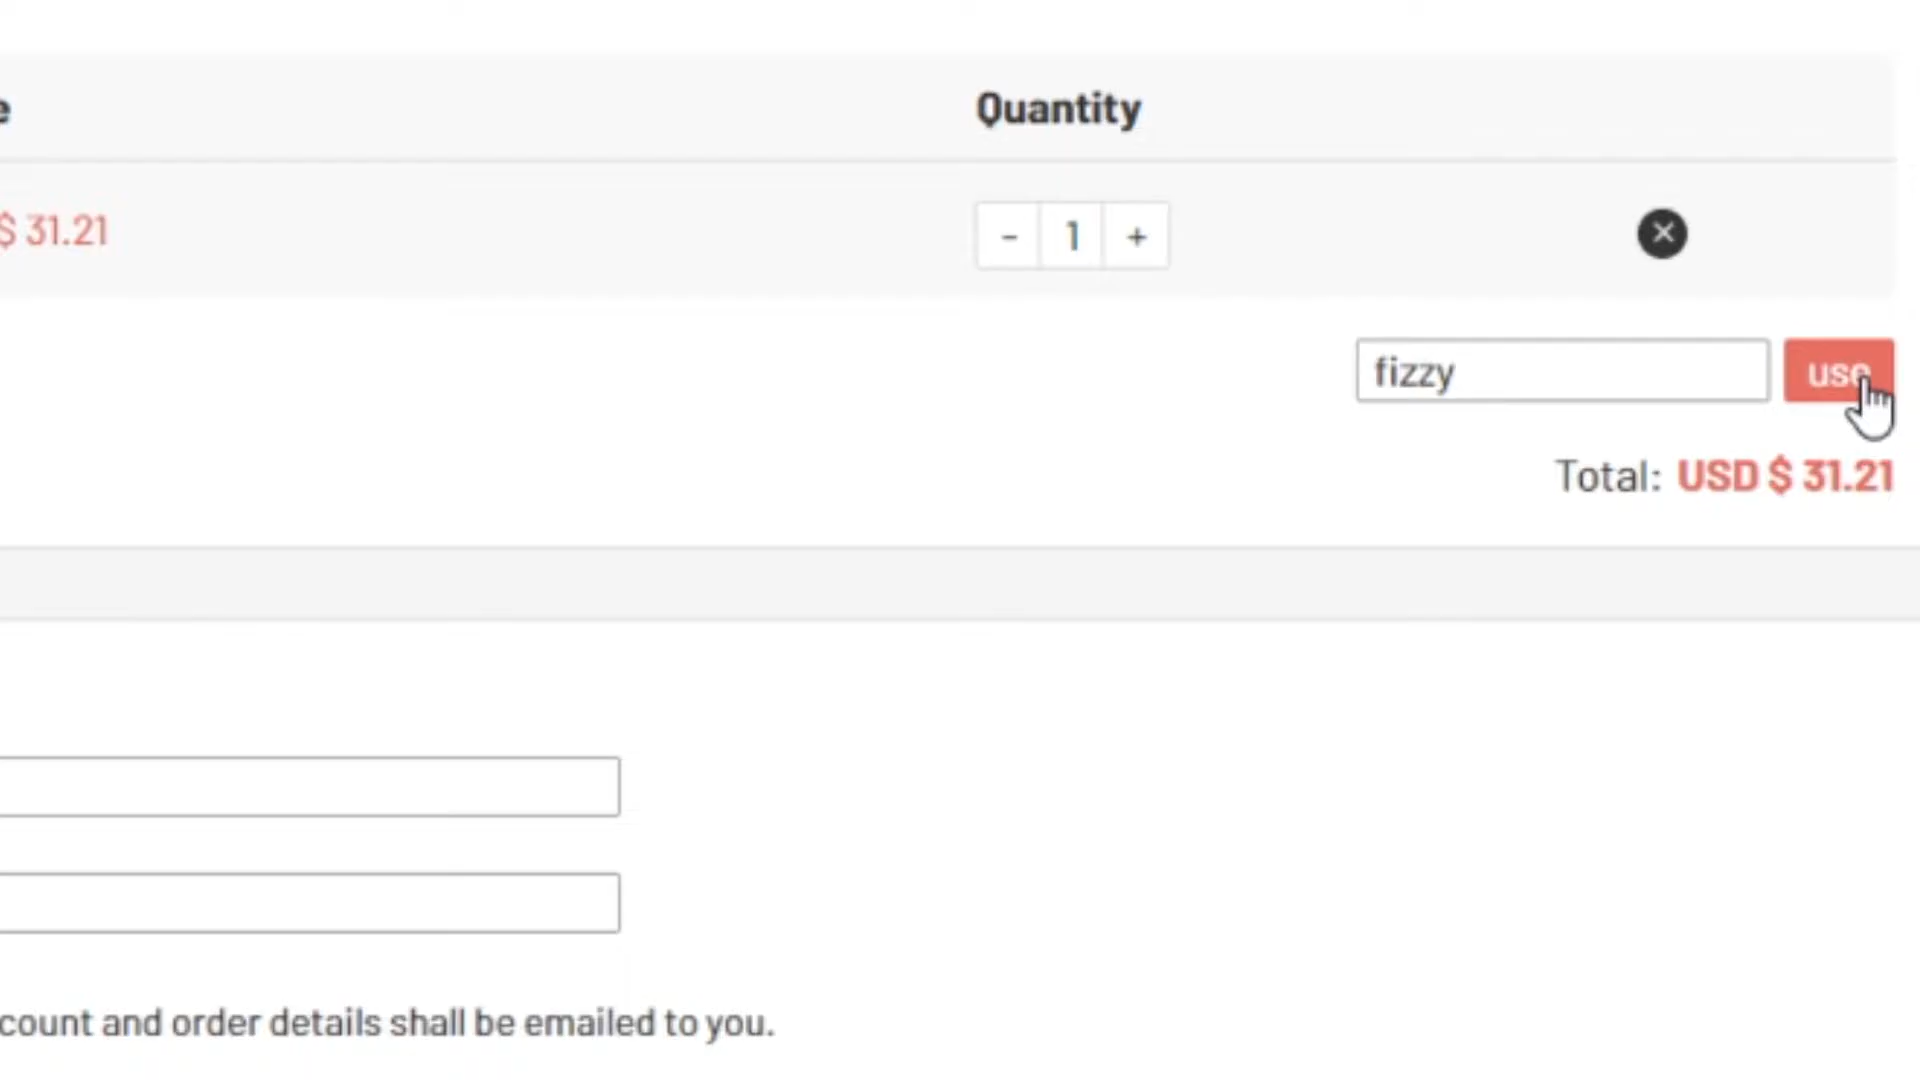 e Quantity
$ 31.21 - 1 +
fizzy use
Total: USD $ 31.21
count and order details shall be emailed to you.